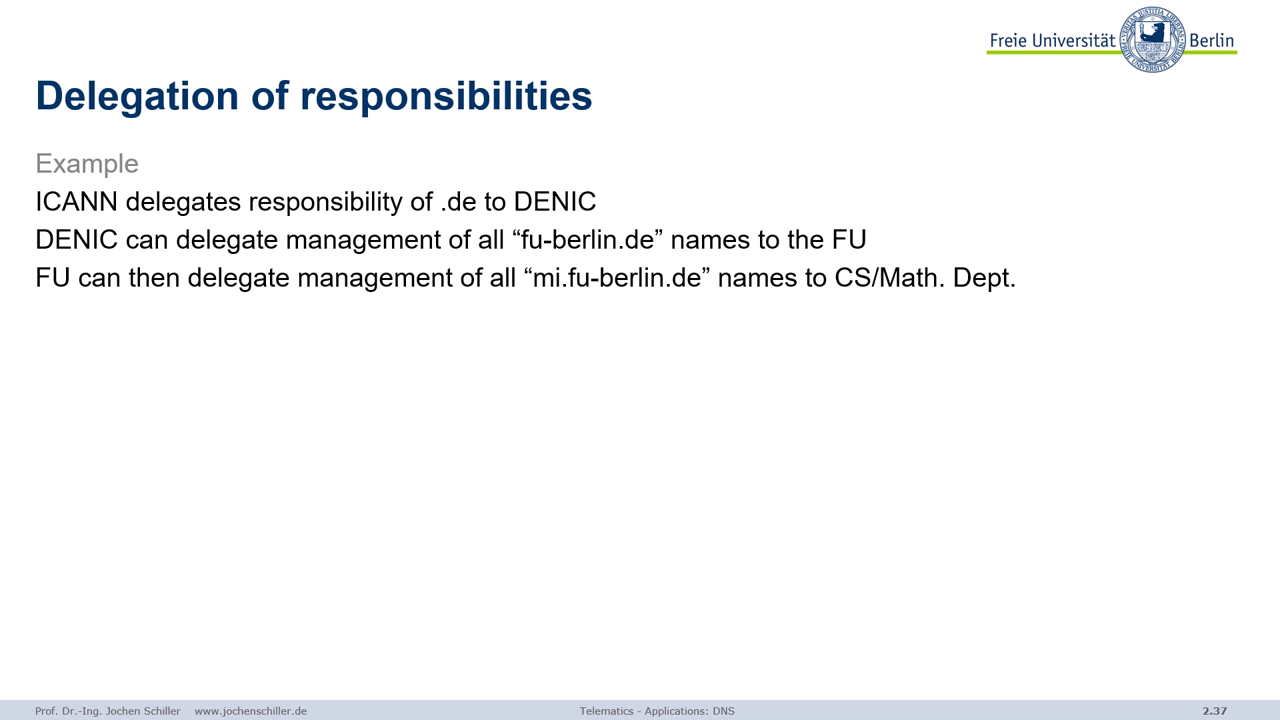 Freie Universität Berlin
Delegation of responsibilities
Example
ICANN delegates responsibility of .de to DENIC
DENIC can delegate management of all “fu-berlin.de” names to the FU
FU can then delegate management of all “mi.fu-berlin.de” names to CS/Math. Dept.
Prof. Dr.-Ing. Jochen Schiller www.jochenschiller.de Telematics - Applications: DNS 2.37